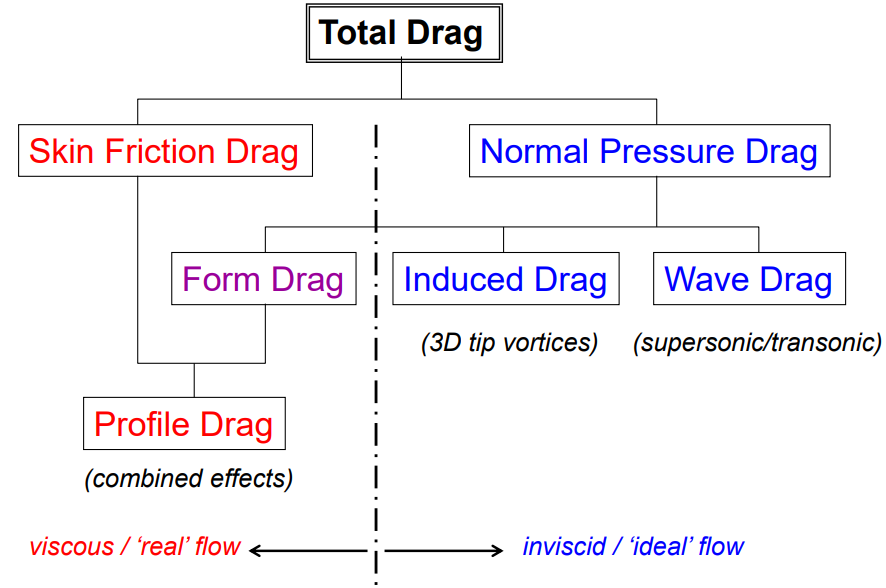 Total Drag
Skin Friction Drag
Normal Pressure Drag
Form Drag
Induced Drag
Wave Drag
(3D tip vortices)
(supersonic/transonic)
Profile Drag
(combined effects)
viscous / ‘real’ flow
inviscid / ‘ideal’ flow